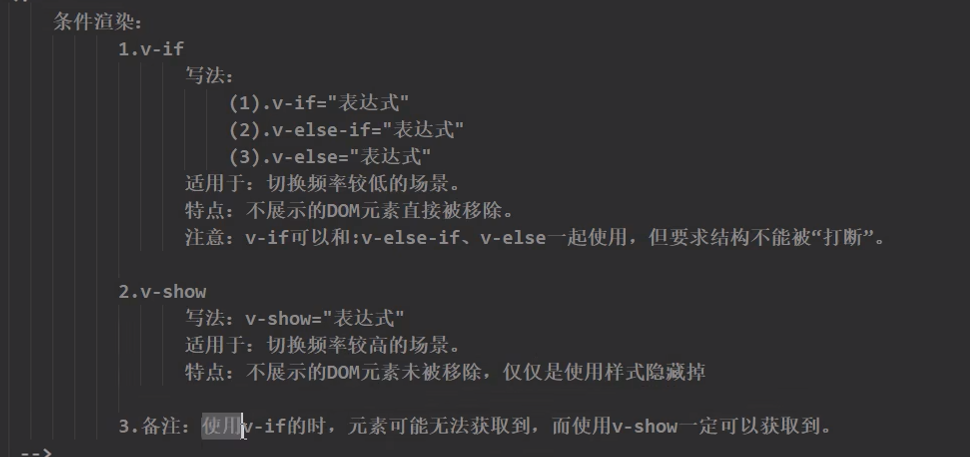 条件渲染:
1.v-if
写法:
(1).v-if="表达式"
(2).v-else-if="表达式"
(3).v-else="表达式"
适用于: 切换频率较低的场景。
特点: 不展示的DOM元素直接被移除。
注意: v-if可以和:v-else-if、v-else一起使用，但要求结构不能被“打断”。
2.v-show
写法: v-show="表达式"
适用于: 切换频率较高的场景。
特点: 不展示的DOM元素未被移除，仅仅是使用样式隐藏掉
3.备注: 使用v-if的时，元素可能无法获取到，而使用v-show一定可以获取到。
-->